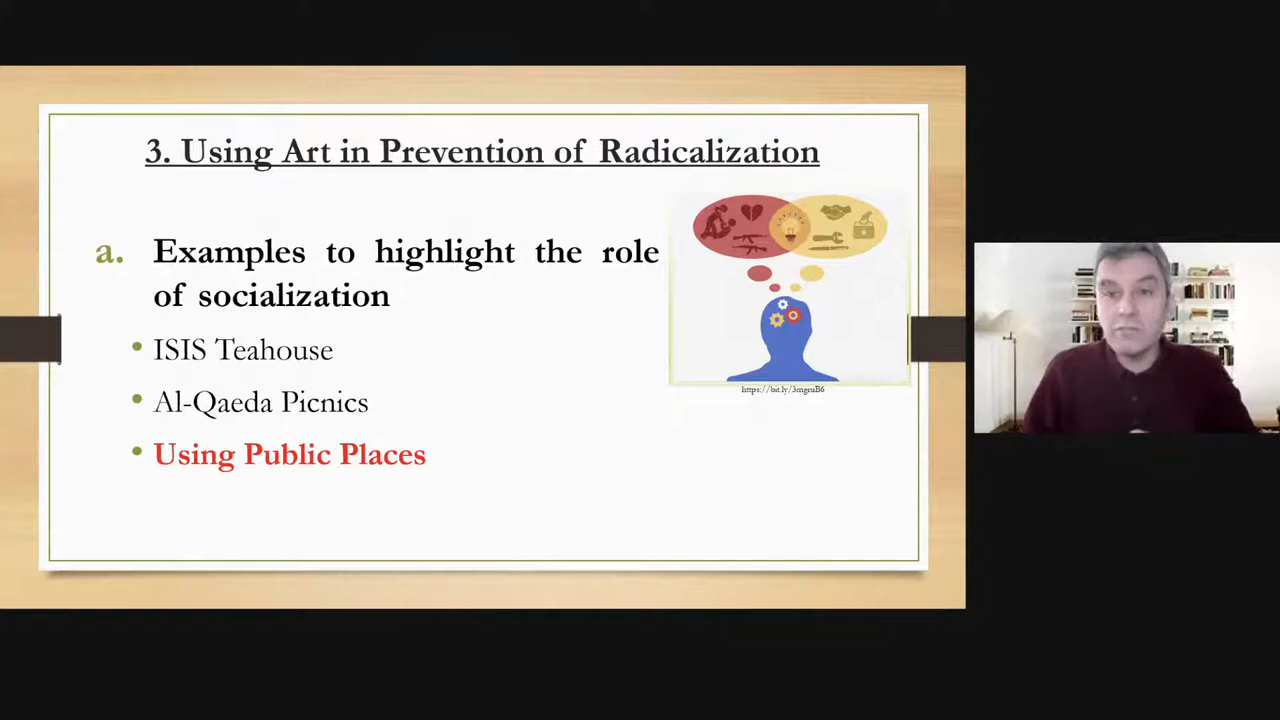 3. Using Art in Prevention of Radicalization
a. Examples to highlight the role
of socialization
• ISIS Teahouse
• Al-Qaeda Picnics
• Using Public Places